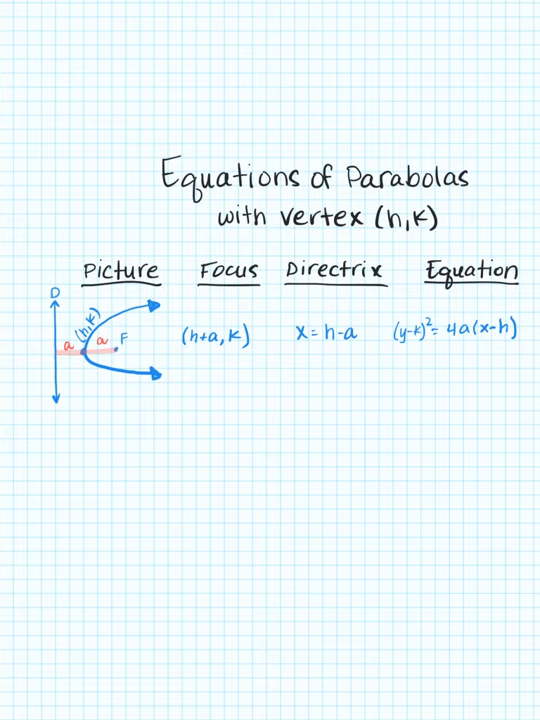 Equations of Parabolas
with vertex (h,k)
Picture Focus Directrix Equation
D
(h,k)
a a F
(h+a, k) x = h-a (y-k)² = 4a(x-h)